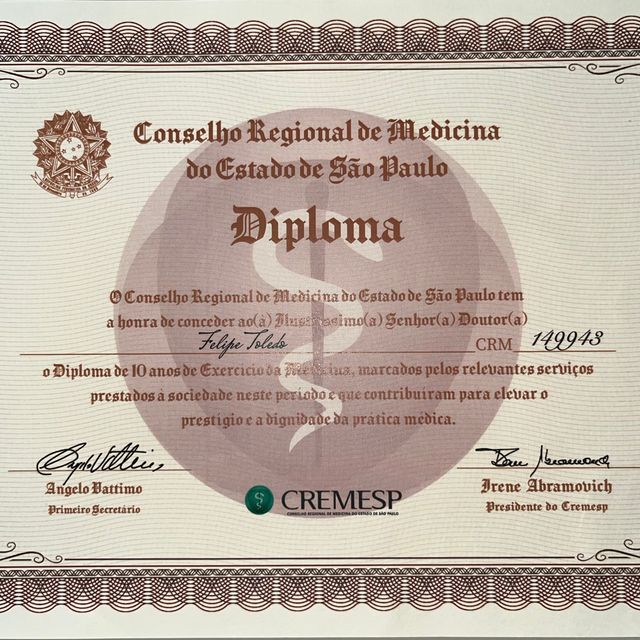 Conselho Regional de Medicina
do Estado de São Paulo
Diploma
O Conselho Regional de Medicina do Estado de São Paulo tem
a honra de conceder ao(à) Ilustríssimo(a) Senhor(a) Doutor(a)
Felipe Toledo CRM 149943
o Diploma de 10 anos de Exercício da Medicina, marcados pelos relevantes serviços
prestados à sociedade neste período e que contribuíram para elevar o
prestígio e a dignidade da prática médica.
Angelo Vattimo
Primeiro Secretário
CREMESP
CONSELHO REGIONAL DE MEDICINA DO ESTADO DE SÃO PAULO
Irene Abramovich
Presidente do Cremesp